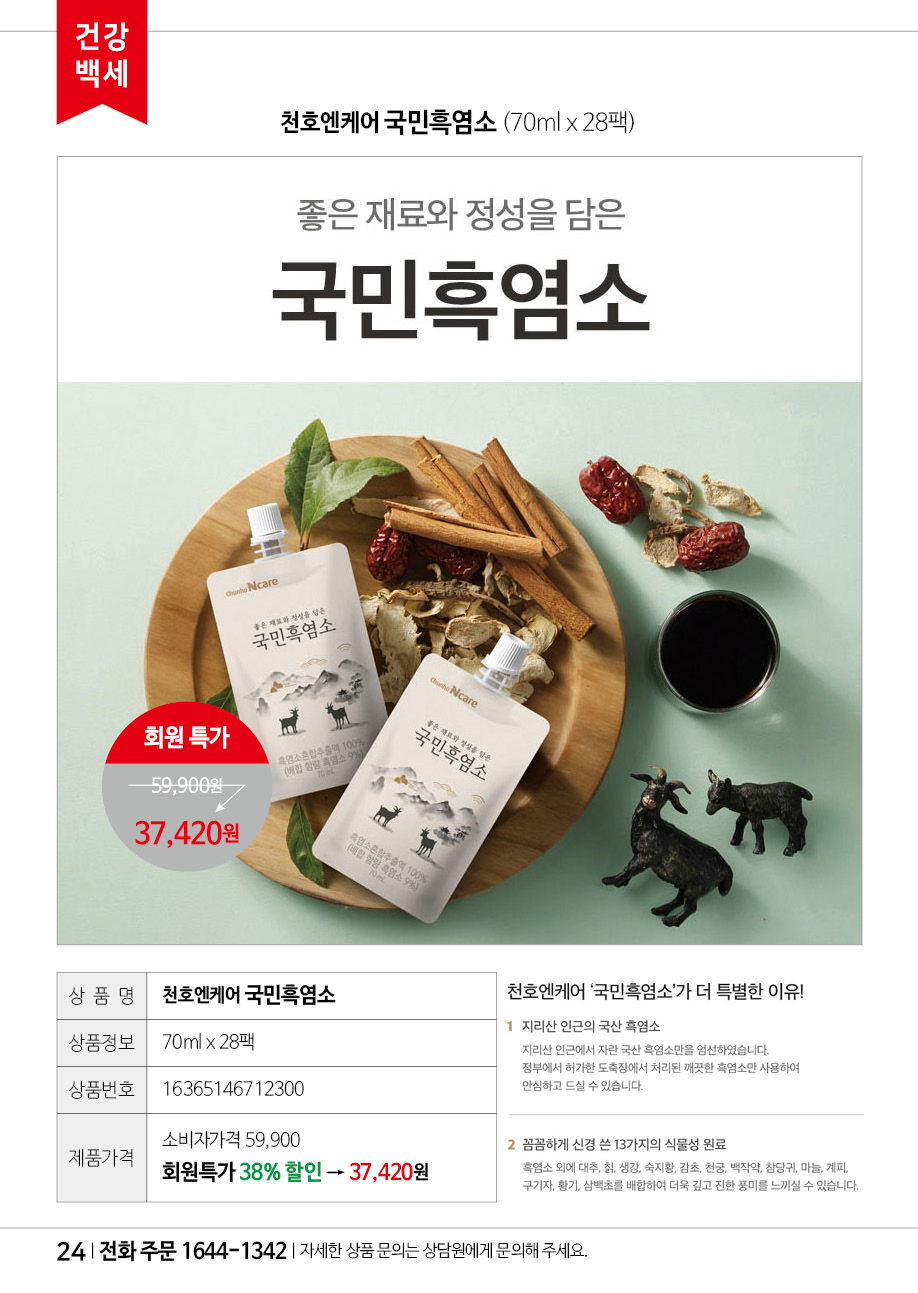 건강
백세
천호엔케어 국민흑염소 (70ml x 28팩)
좋은 재료와 정성을 담은
국민흑염소
Chunho Ncare
좋은 재료와 정성을 담은
국민흑염소
흑염소혼합추출액 100%
(배합 함량 흑염소 9%)
70 mL
Chunho Ncare
좋은 재료와 정성을 담은
국민흑염소
흑염소혼합추출액 100%
(배합 함량 흑염소 9%)
70 mL
회원 특가
59,900원
37,420원
상 품 명 천호엔케어 국민흑염소
상품정보 70ml x 28팩
상품번호 16365146712300
제품가격 소비자가격 59,900
회원특가 38% 할인 → 37,420원
천호엔케어 ‘국민흑염소’가 더 특별한 이유!
1 지리산 인근의 국산 흑염소
지리산 인근에서 자란 국산 흑염소만을 엄선하였습니다.
정부에서 허가한 도축장에서 처리된 깨끗한 흑염소만 사용하여
안심하고 드실 수 있습니다.
2 꼼꼼하게 신경 쓴 13가지의 식물성 원료
흑염소 외에 대추, 칡, 생강, 숙지황, 감초, 천궁, 백작약, 참당귀, 마늘, 계피,
구기자, 황기, 삼백초를 배합하여 더욱 깊고 진한 풍미를 느끼실 수 있습니다.
24 | 전화 주문 1644-1342 | 자세한 상품 문의는 상담원에게 문의해 주세요.